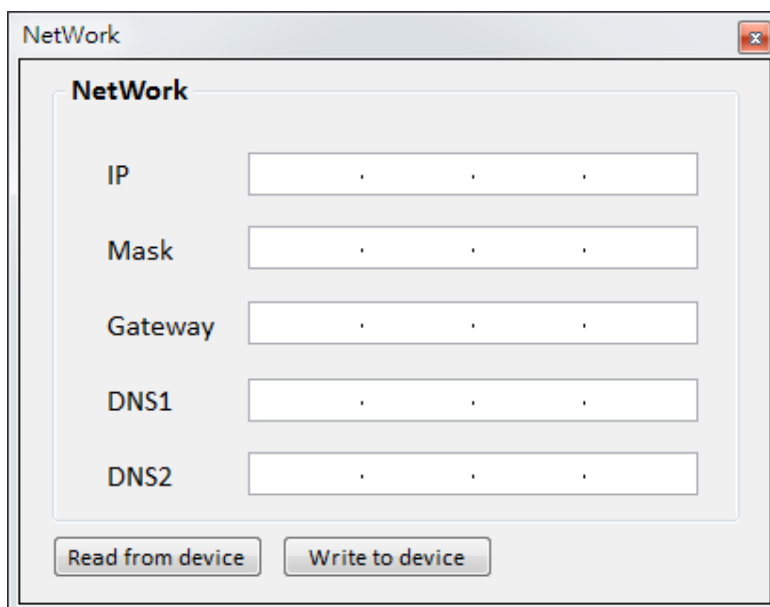 NetWork
NetWork
IP . . .
Mask . . .
Gateway . . .
DNS1 . . .
DNS2 . . .
Read from device Write to device